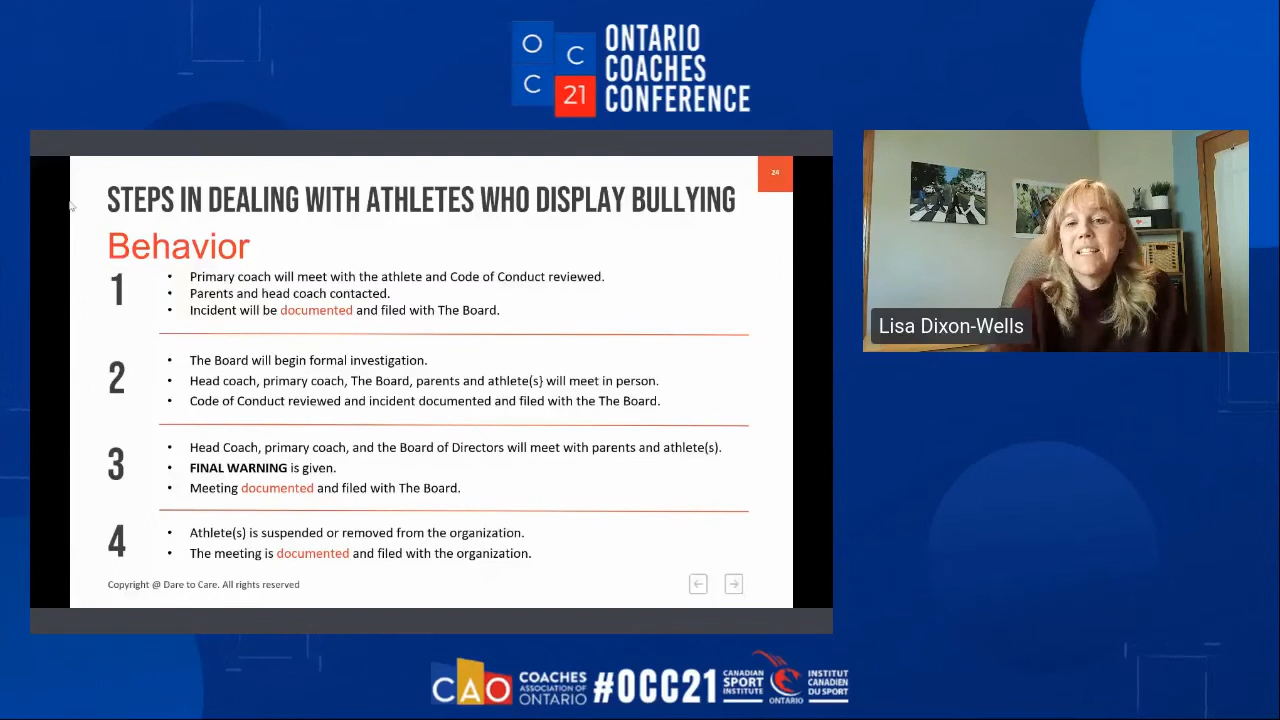 O
C
C
21
ONTARIO
COACHES
CONFERENCE
24
STEPS IN DEALING WITH ATHLETES WHO DISPLAY BULLYING
Behavior
1
• Primary coach will meet with the athlete and Code of Conduct reviewed.
• Parents and head coach contacted.
• Incident will be documented and filed with The Board.
2
• The Board will begin formal investigation.
• Head coach, primary coach, The Board, parents and athlete(s} will meet in person.
• Code of Conduct reviewed and incident documented and filed with the The Board.
3
• Head Coach, primary coach, and the Board of Directors will meet with parents and athlete(s).
• FINAL WARNING is given.
• Meeting documented and filed with The Board.
4
• Athlete(s) is suspended or removed from the organization.
• The meeting is documented and filed with the organization.
Copyright @ Dare to Care. All rights reserved
Lisa Dixon-Wells
CAO
COACHES
ASSOCIATION OF
ONTARIO
#OCC21
CANADIAN
SPORT
INSTITUTE
ONTARIO
INSTITUT
CANADIEN
DU SPORT